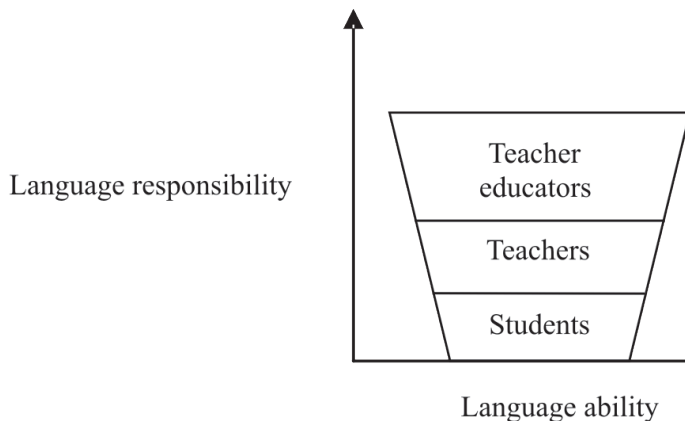 Teacher
educators
Language responsibility
Teachers
Students
Language ability